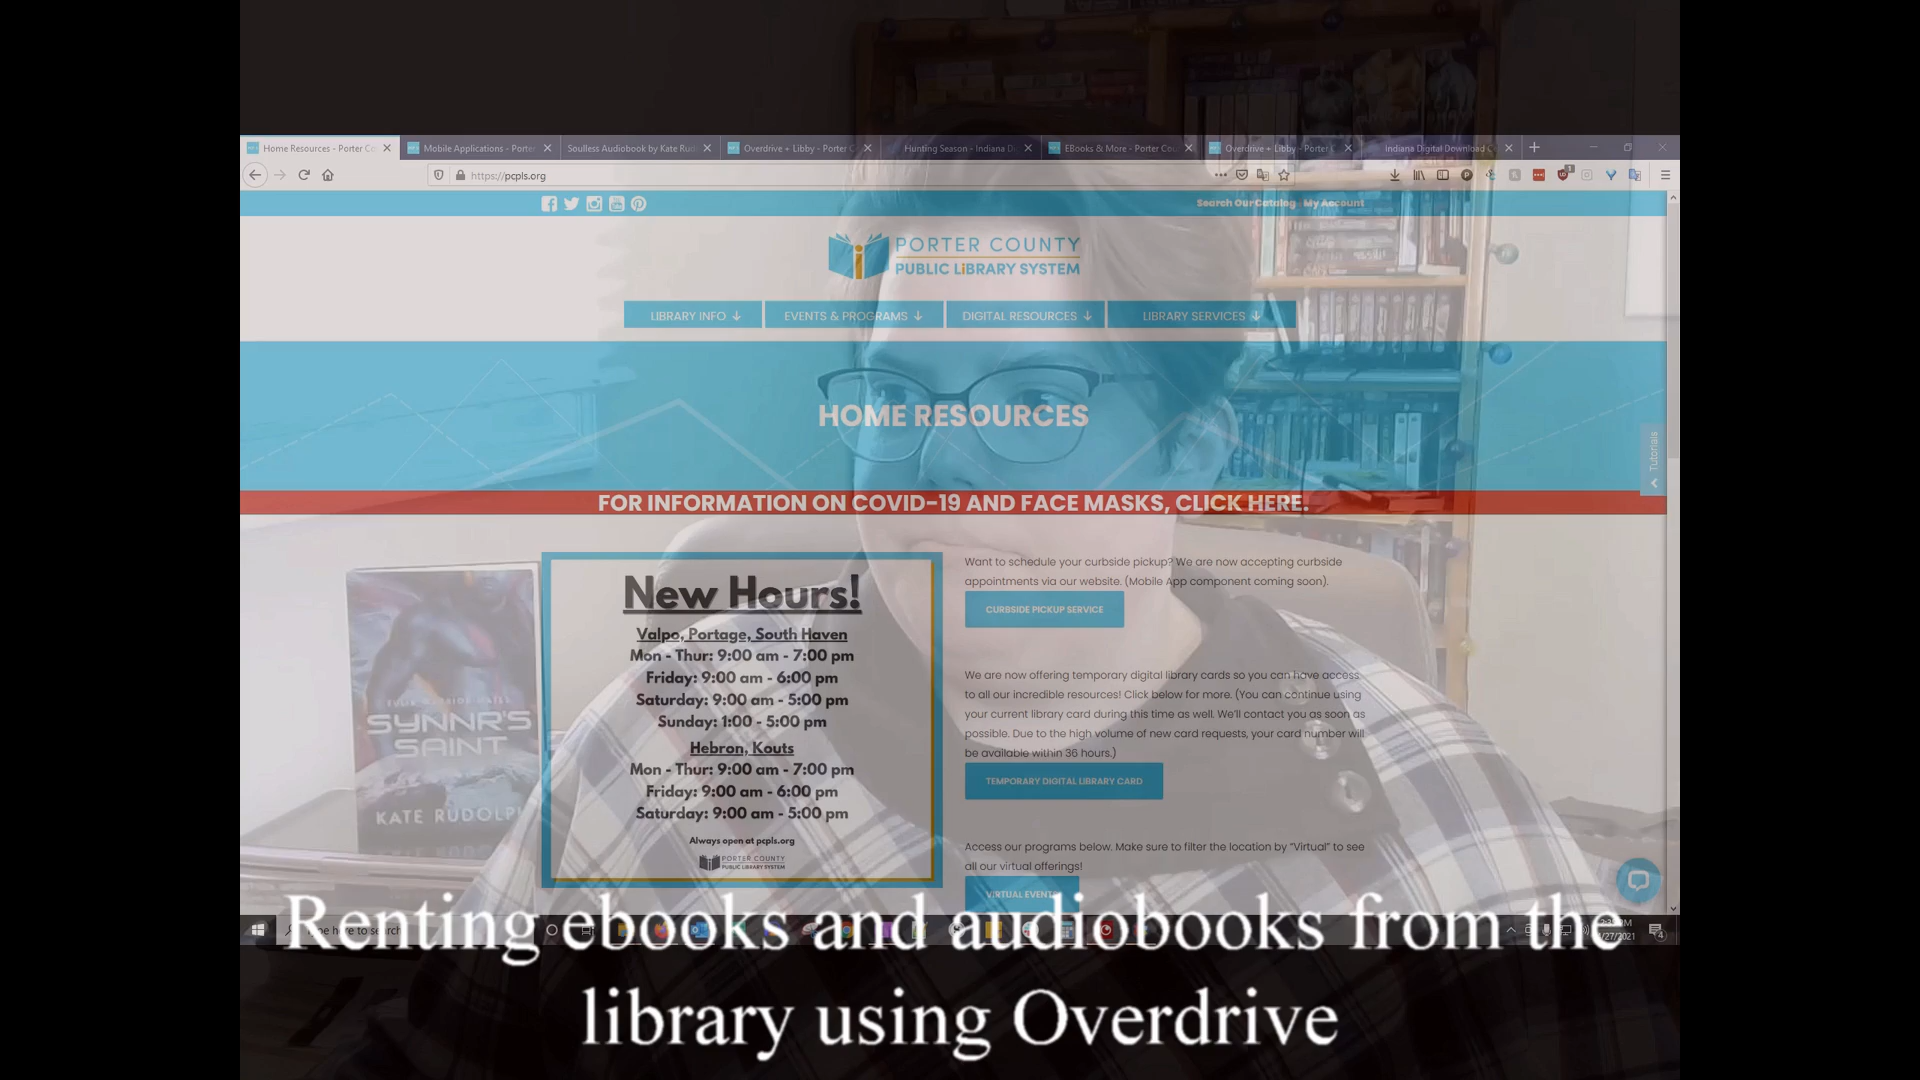 Home Resources - Porter Co
Mobile Applications - Porter
Soulless Audiobook by Kate Rud
Overdrive + Libby - Porter C
Hunting Season - Indiana Di
EBooks & More - Porter Cou
Overdrive + Libby - Porter C
Indiana Digital Download C
https://pcpls.org
Search Our Catalog My Account
PORTER COUNTY
PUBLIC LiBRARY SYSTEM
LIBRARY INFO
EVENTS & PROGRAMS
DIGITAL RESOURCES
LIBRARY SERVICES
HOME RESOURCES
Tutorials
FOR INFORMATION ON COVID-19 AND FACE MASKS, CLICK HERE.
New Hours!
Valpo, Portage, South Haven
Mon - Thur: 9:00 am - 7:00 pm
Friday: 9:00 am - 6:00 pm
Saturday: 9:00 am - 5:00 pm
Sunday: 1:00 - 5:00 pm
Hebron, Kouts
Mon - Thur: 9:00 am - 7:00 pm
Friday: 9:00 am - 6:00 pm
Saturday: 9:00 am - 5:00 pm
Always open at pcpls.org
PORTER COUNTY
PUBLIC LIBRARY SYSTEM
Want to schedule your curbside pickup? We are now accepting curbside
appointments via our website. (Mobile App component coming soon).
CURBSIDE PICKUP SERVICE
We are now offering temporary digital library cards so you can have access
to all our incredible resources! Click below for more. (You can continue using
your current library card during this time as well. We'll contact you as soon as
possible. Due to the high volume of new card requests, your card number will
be available within 36 hours.)
TEMPORARY DIGITAL LIBRARY CARD
Access our programs below. Make sure to filter the location by "Virtual" to see
all our virtual offerings!
VIRTUAL EVENTS
SYNNR'S
SAINT
KATE RUDOLPH
Type here to search
/27/2021
Renting ebooks and audiobooks from the
library using Overdrive